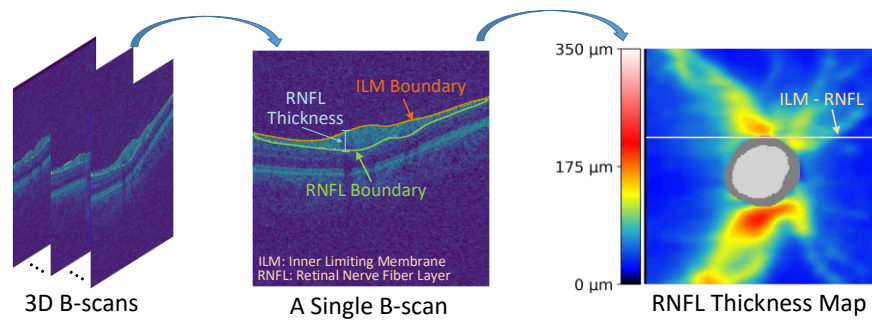 RNFL
Thickness
ILM Boundary
RNFL Boundary
ILM: Inner Limiting Membrane
RNFL: Retinal Nerve Fiber Layer
350 µm
175 µm
0 µm
ILM - RNFL
...
...
3D B-scans
A Single B-scan
RNFL Thickness Map